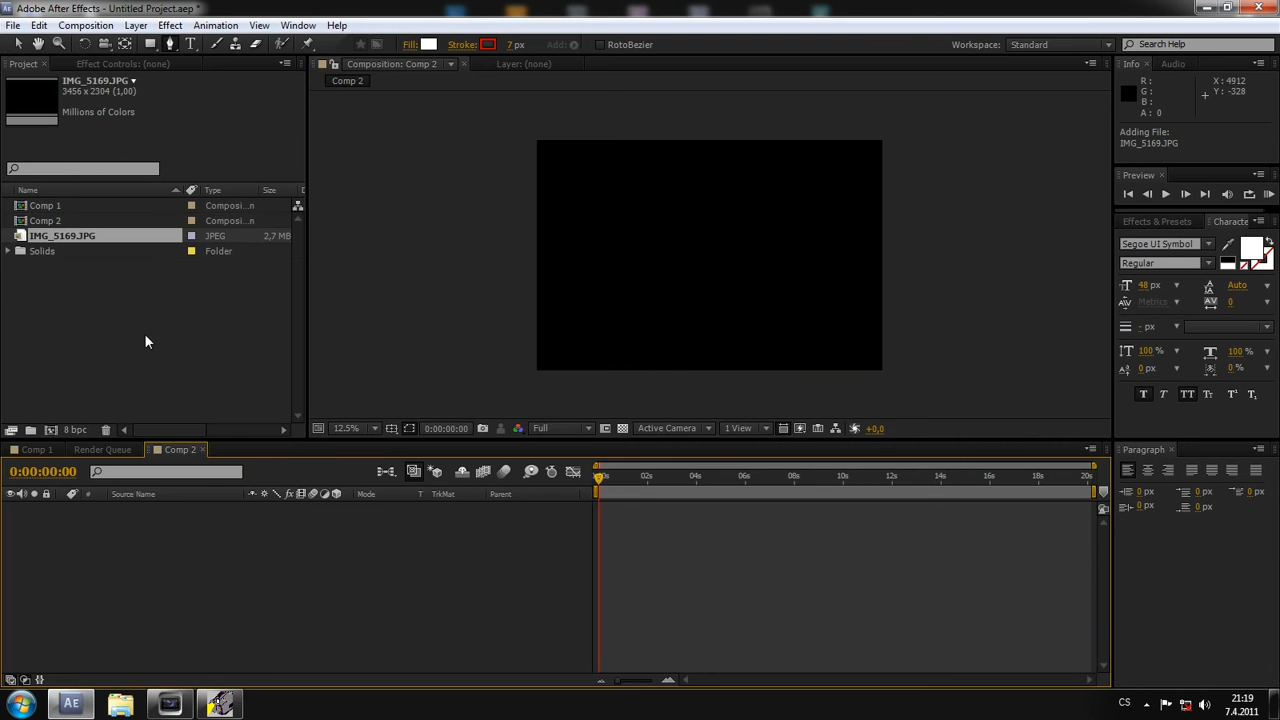 Adobe After Effects - Untitled Project.aep *
File Edit Composition Layer Effect Animation View Window Help
Fill: Stroke: 7 px Add: RotoBezier Workspace: Standard Search Help
Project Effect Controls: (none) Composition: Comp 2 Layer: (none) Info Audio
Comp 2
IMG_5169.JPG
3456 x 2304 (1,00)
Millions of Colors
R :
G :
B :
A : 0
X : 4912
Y : -328
Adding File:
IMG_5169.JPG
Preview
Name Type Size
Comp 1 Composi...n
Comp 2 Composi...n
IMG_5169.JPG JPEG 2,7 MB
Solids Folder
Effects & Presets Characte
Segoe UI Symbol
Regular
48 px Auto
Metrics 0
- px
100 % 100 %
0 px 0 %
T T TT Tт T¹ T₁
8 bpc
12.5% 0:00:00:00 Full Active Camera 1 View +0,0
Comp 1 Render Queue Comp 2
Paragraph
0:00:00:00
02s 04s 06s 08s 10s 12s 14s 16s 18s 20s
# Source Name Mode T TrkMat Parent
0 px 0 px 0 px
0 px 0 px
Ae CS 21:19
7.4.2011